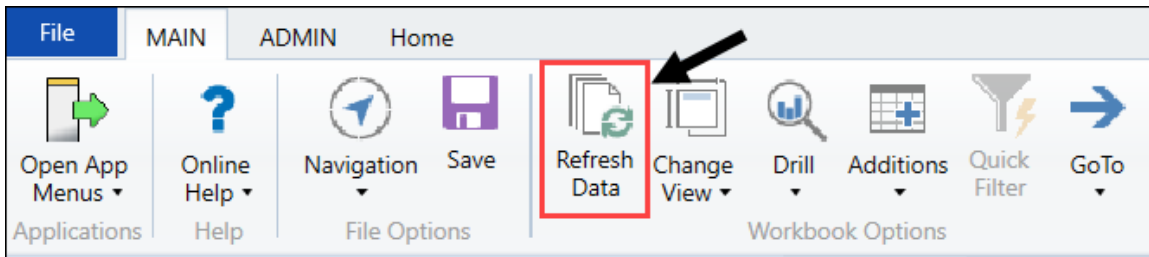 File MAIN ADMIN Home
Open App Menus
Online Help
Navigation
Save
Refresh Data
Change View
Drill
Additions
Quick Filter
GoTo
Applications
Help
File Options
Workbook Options